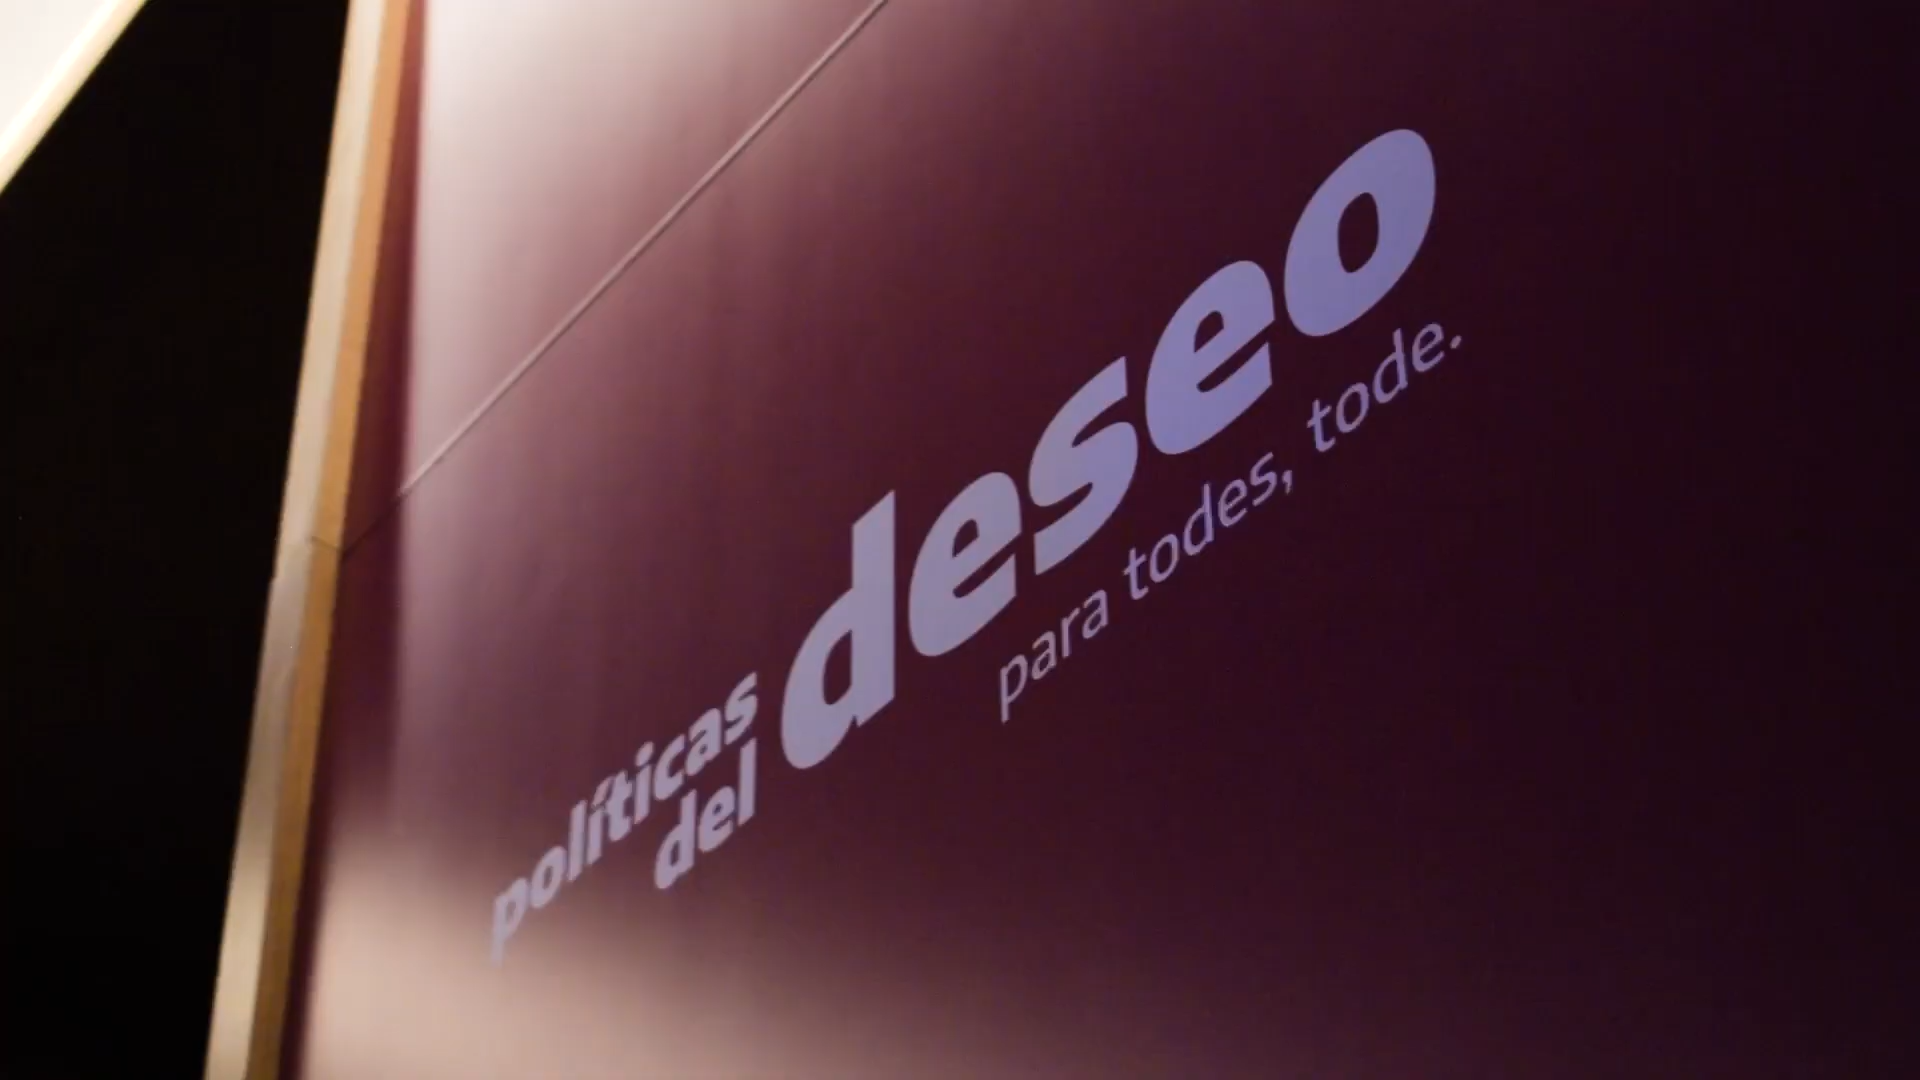 políticas
del
deseo
para todes, tode.